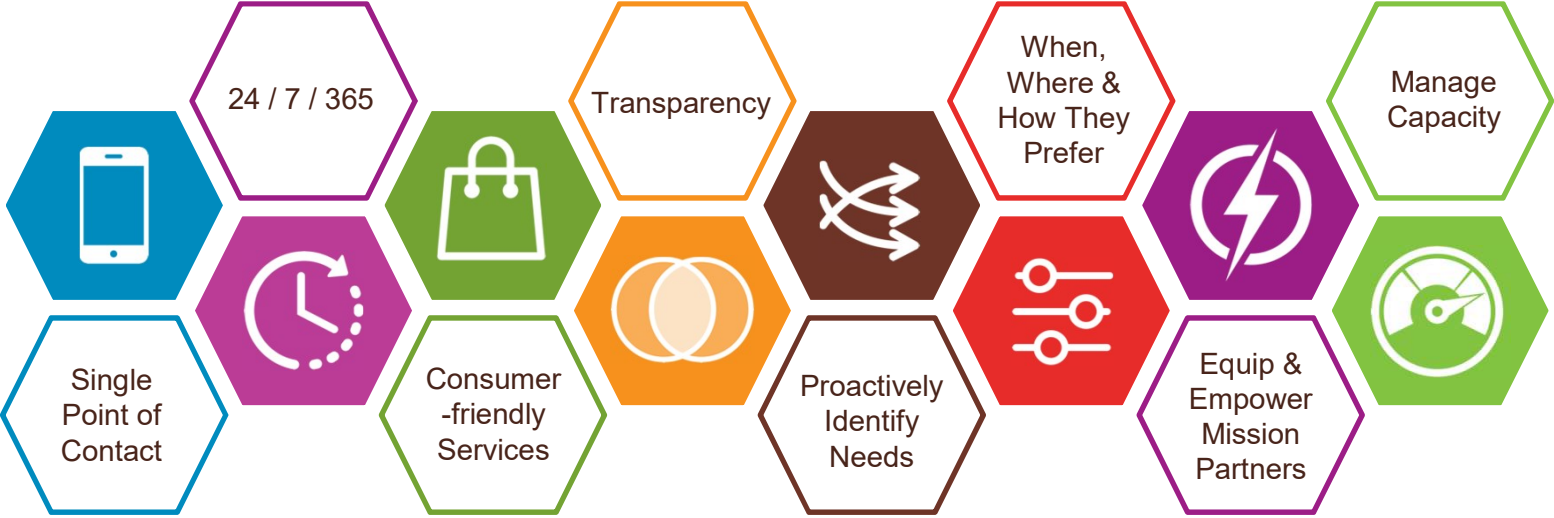 24 / 7 / 365
Transparency
When,
Where &
How They
Prefer
Manage
Capacity
Single
Point of
Contact
Consumer
-friendly
Services
Proactively
Identify
Needs
Equip &
Empower
Mission
Partners